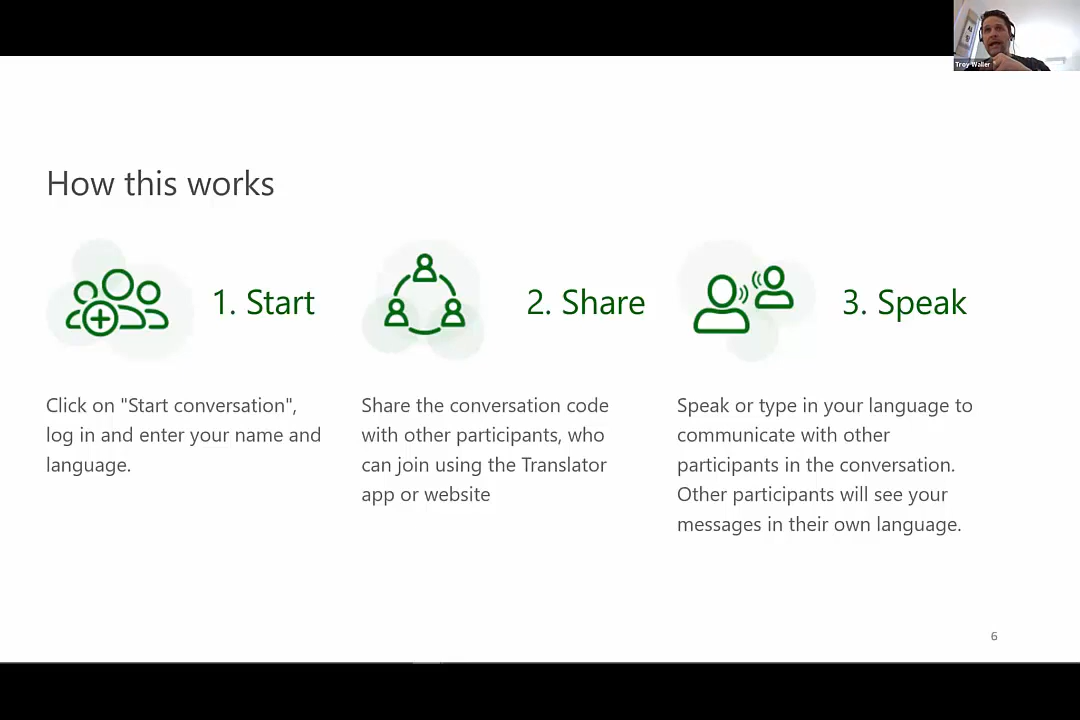 Troy Waller
How this works
1. Start
2. Share
3. Speak
Click on "Start conversation",
log in and enter your name and
language.
Share the conversation code
with other participants, who
can join using the Translator
app or website
Speak or type in your language to
communicate with other
participants in the conversation.
Other participants will see your
messages in their own language.
6